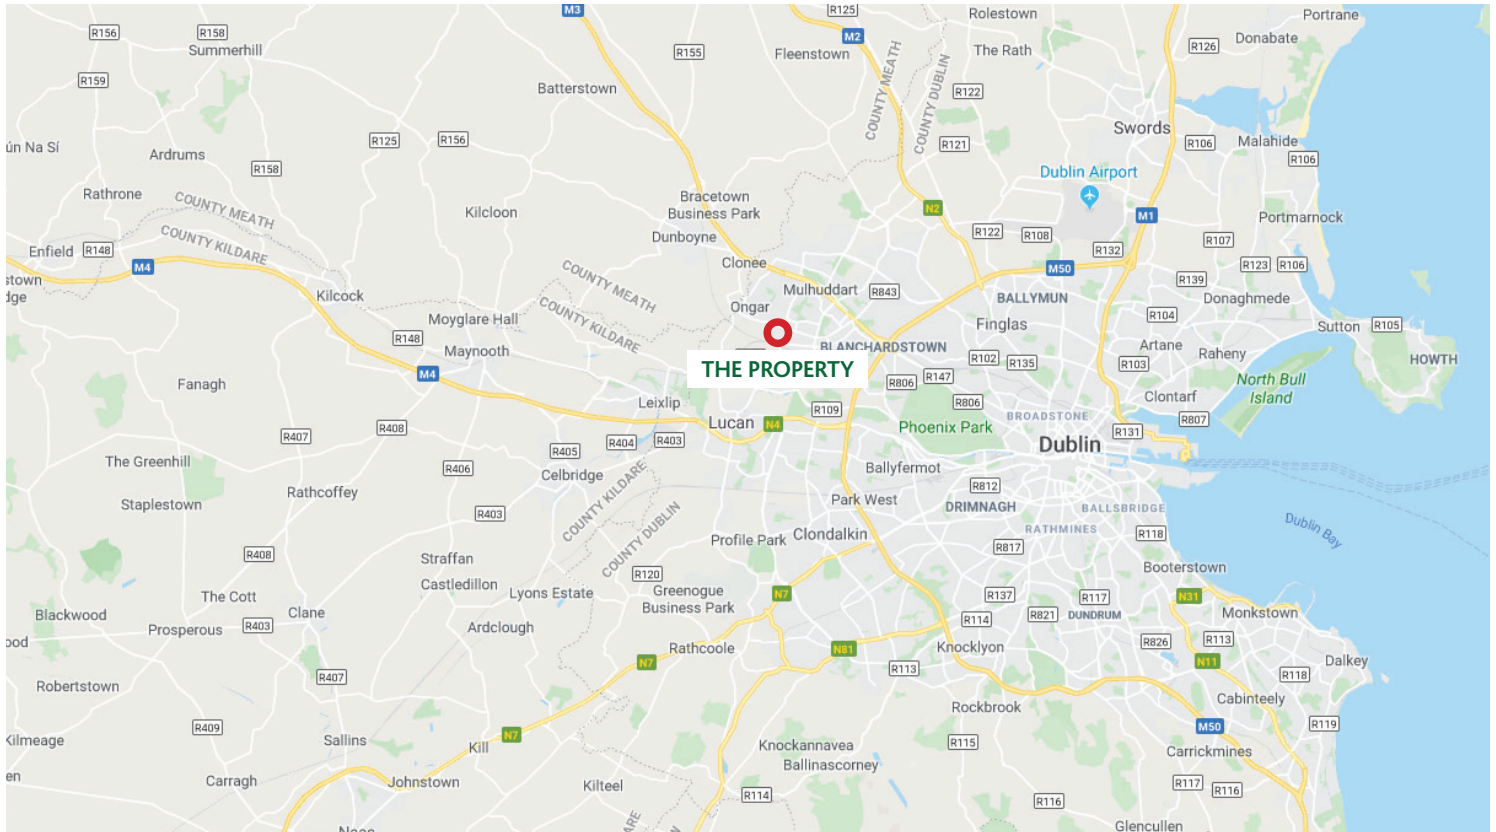 M3
R125
Rolestown
Portrane
R156
R158
Summerhill
R155
M2
Fleenstown
The Rath
R126
Donabate
R159
Batterstown
COUNTY MEATH
COUNTY DUBLIN
R122
Swords
R125
R156
R121
R106
Malahide
ún Na Sí
Ardrums
R158
R106
Dublin Airport
Rathrone
COUNTY MEATH
Kilcloon
Bracetown
Business Park
N2
M1
Portmarnock
COUNTY KILDARE
Dunboyne
R122
R108
R132
R107
Enfield
R148
M4
Clonee
M50
R123
R106
stown
dge
Kilcock
COUNTY MEATH
COUNTY KILDARE
Mulhuddart
R843
BALLYMUN
R139
Donaghmede
Ongar
Moyglare Hall
Finglas
R104
Sutton
R105
R148
Maynooth
BLANCHARDSTOWN
Artane
Raheny
HOWTH
THE PROPERTY
R102
R135
R103
M4
Fanagh
R806
R147
North Bull
Island
Leixlip
R109
R806
Clontarf
BROADSTONE
R807
Lucan
N4
Phoenix Park
R131
R407
R408
R405
R404
R403
Dublin
The Greenhill
R406
Celbridge
Ballyfermot
Staplestown
Rathcoffey
COUNTY KILDARE
COUNTY DUBLIN
R812
Park West
DRIMNAGH
BALLSBRIDGE
R403
RATHMINES
Dublin Bay
Profile Park
Clondalkin
R118
R408
Straffan
R817
Castledillon
R120
Booterstown
The Cott
Lyons Estate
Greenogue
Business Park
N7
R137
R117
N31
Blackwood
Clane
R114
R821
DUNDRUM
Monkstown
Prosperous
R403
Ardclough
R826
R113
ood
Rathcoole
N81
Knocklyon
N7
R113
N11
Dalkey
R407
R118
Robertstown
Cabinteely
Rockbrook
R409
M50
R119
Kilmeage
Sallins
Kill
N7
Knockannavea
R115
Carrickmines
Ballinascorney
en
Carragh
Johnstown
Kilteel
R114
R117
R116
R116
Glencullen